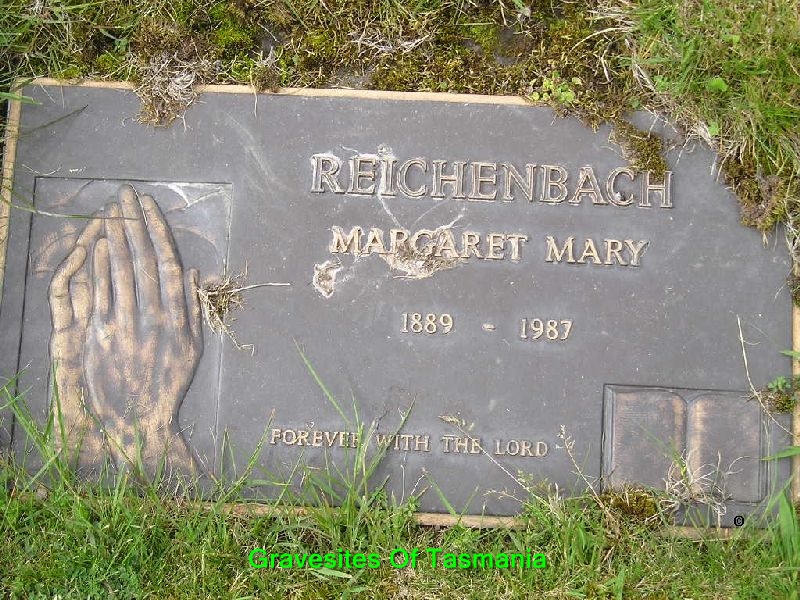 REICHENBACH
MARGARET MARY
1889 - 1987
FOREVER WITH THE LORD
©
Gravesites Of Tasmania